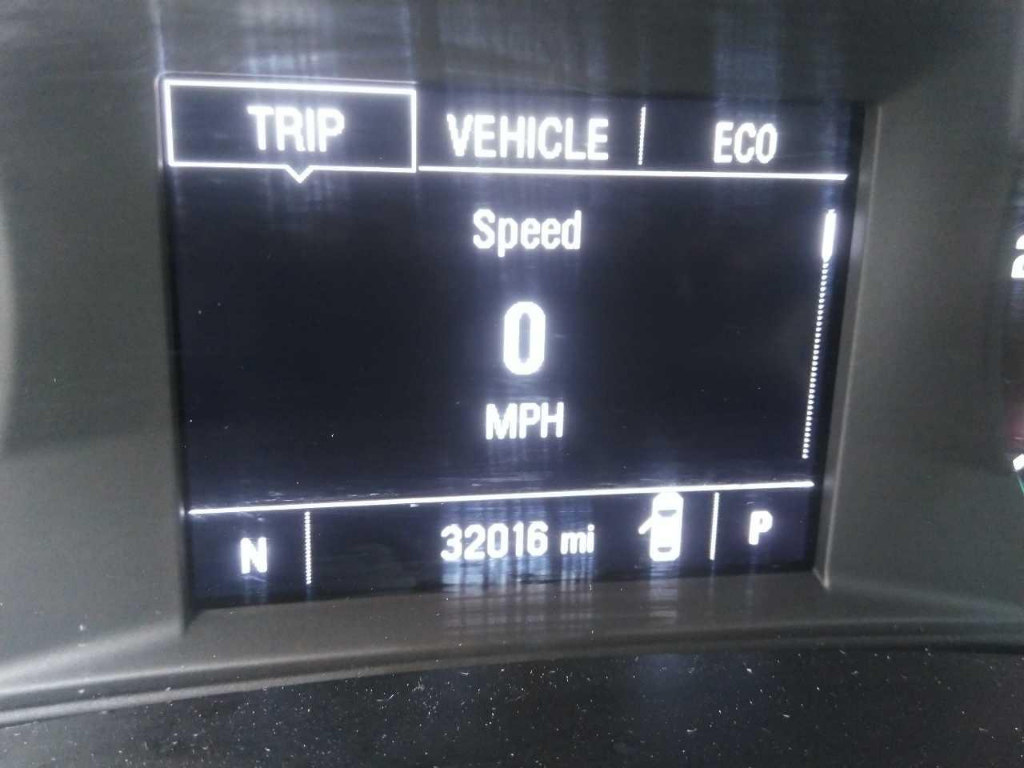 TRIP VEHICLE ECO
Speed
0
MPH
N 32016 mi P